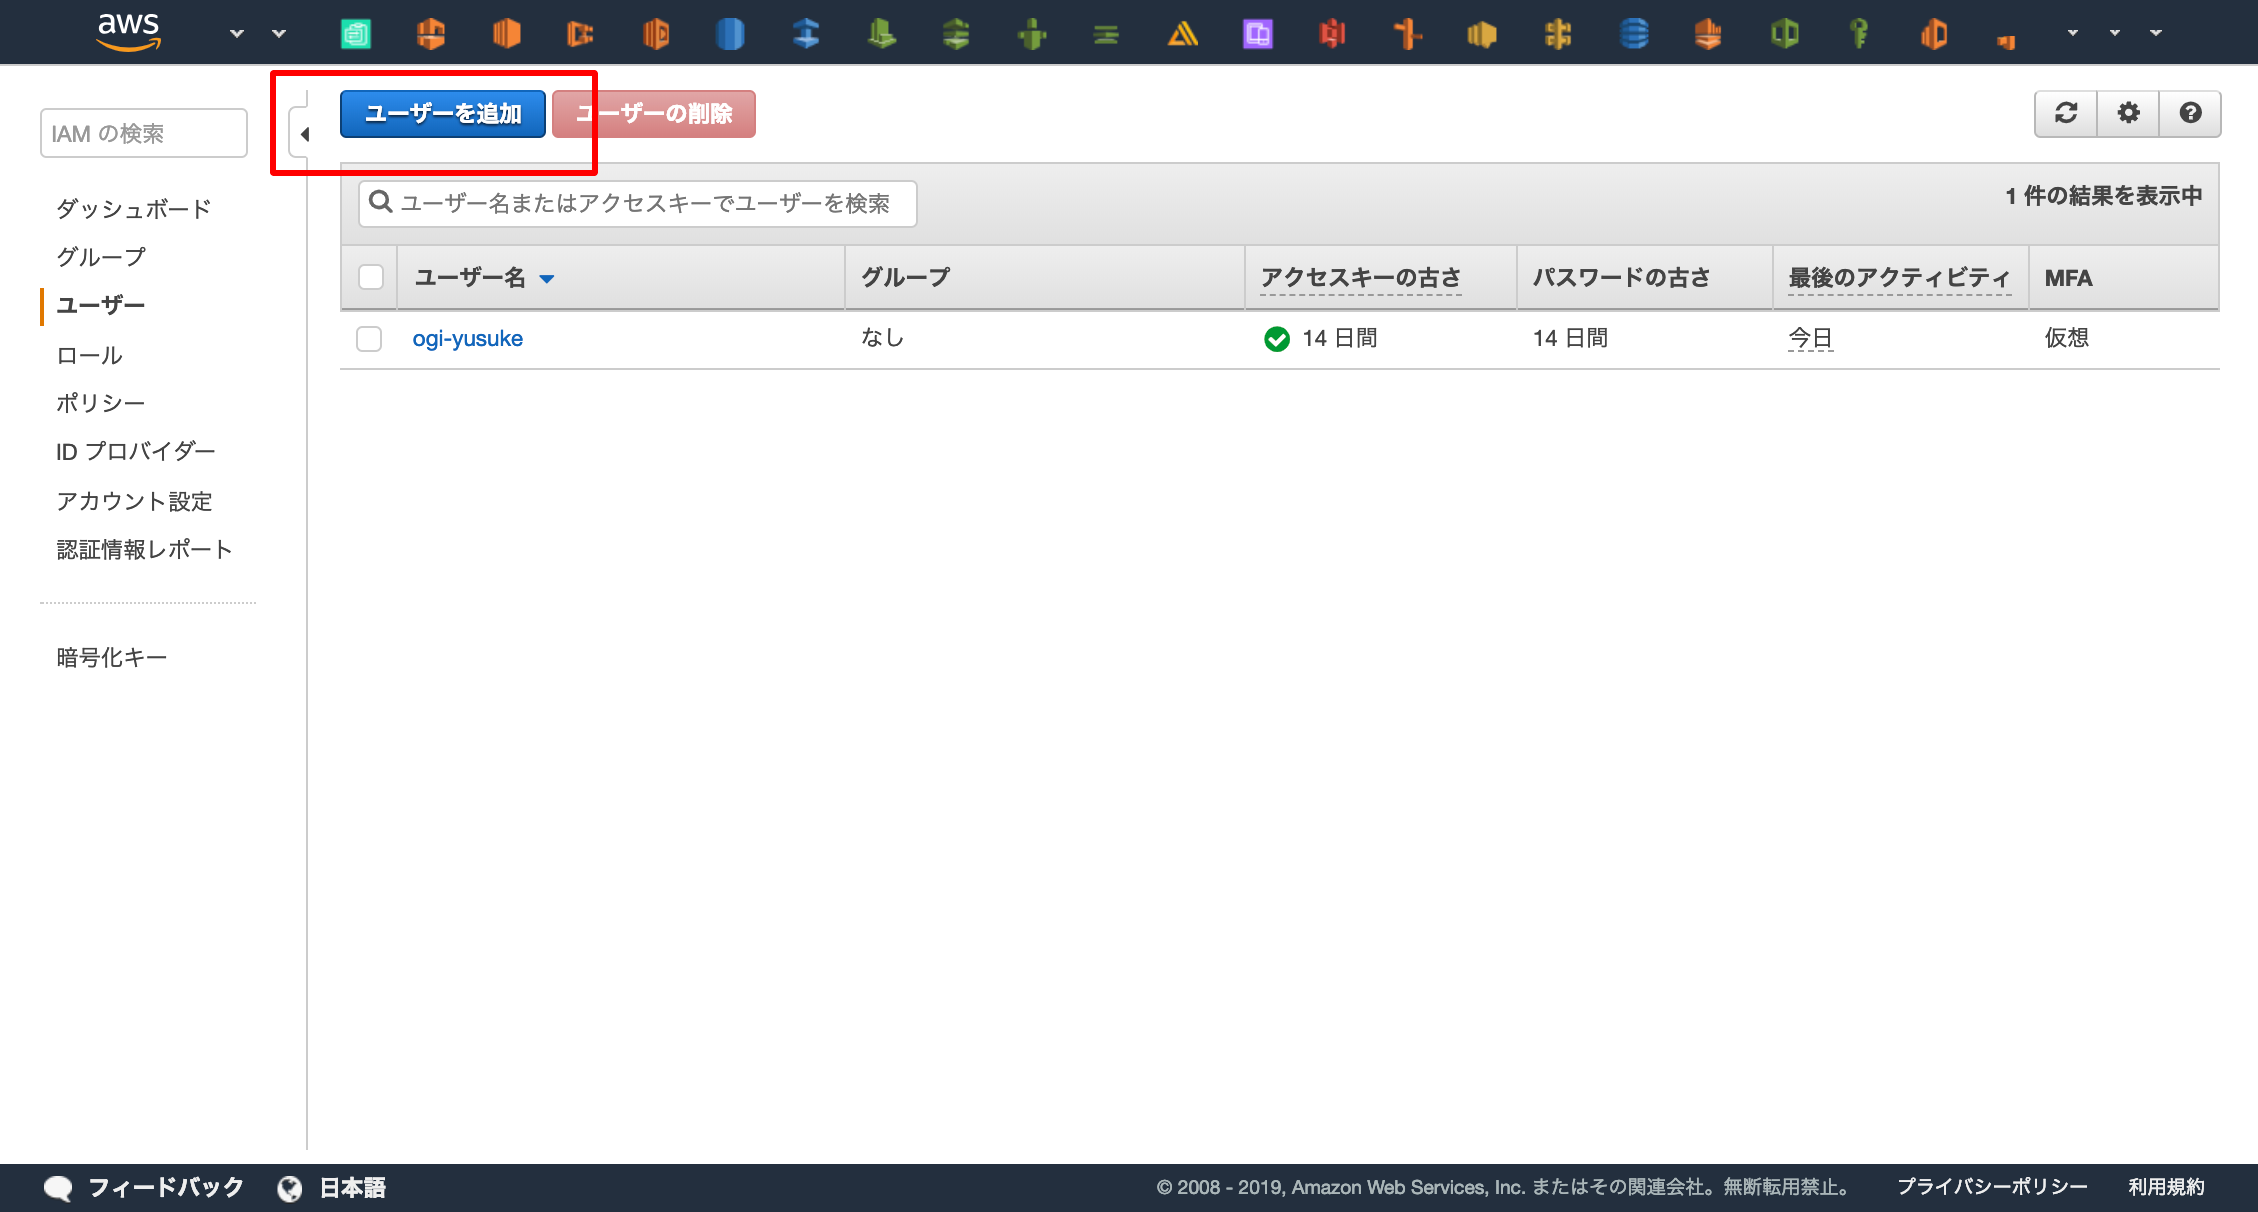 aws
IAM の検索
ダッシュボード
グループ
ユーザー
ロール
ポリシー
ID プロバイダー
アカウント設定
認証情報レポート
暗号化キー
ユーザーを追加
ユーザーの削除
ユーザー名またはアクセスキーでユーザーを検索
1 件の結果を表示中
ユーザー名 グループ アクセスキーの古さ パスワードの古さ 最後のアクティビティ MFA
ogi-yusuke なし 14 日間 14 日間 今日 仮想
フィードバック 日本語 © 2008 - 2019, Amazon Web Services, Inc. またはその関連会社。無断転用禁止。 プライバシーポリシー 利用規約